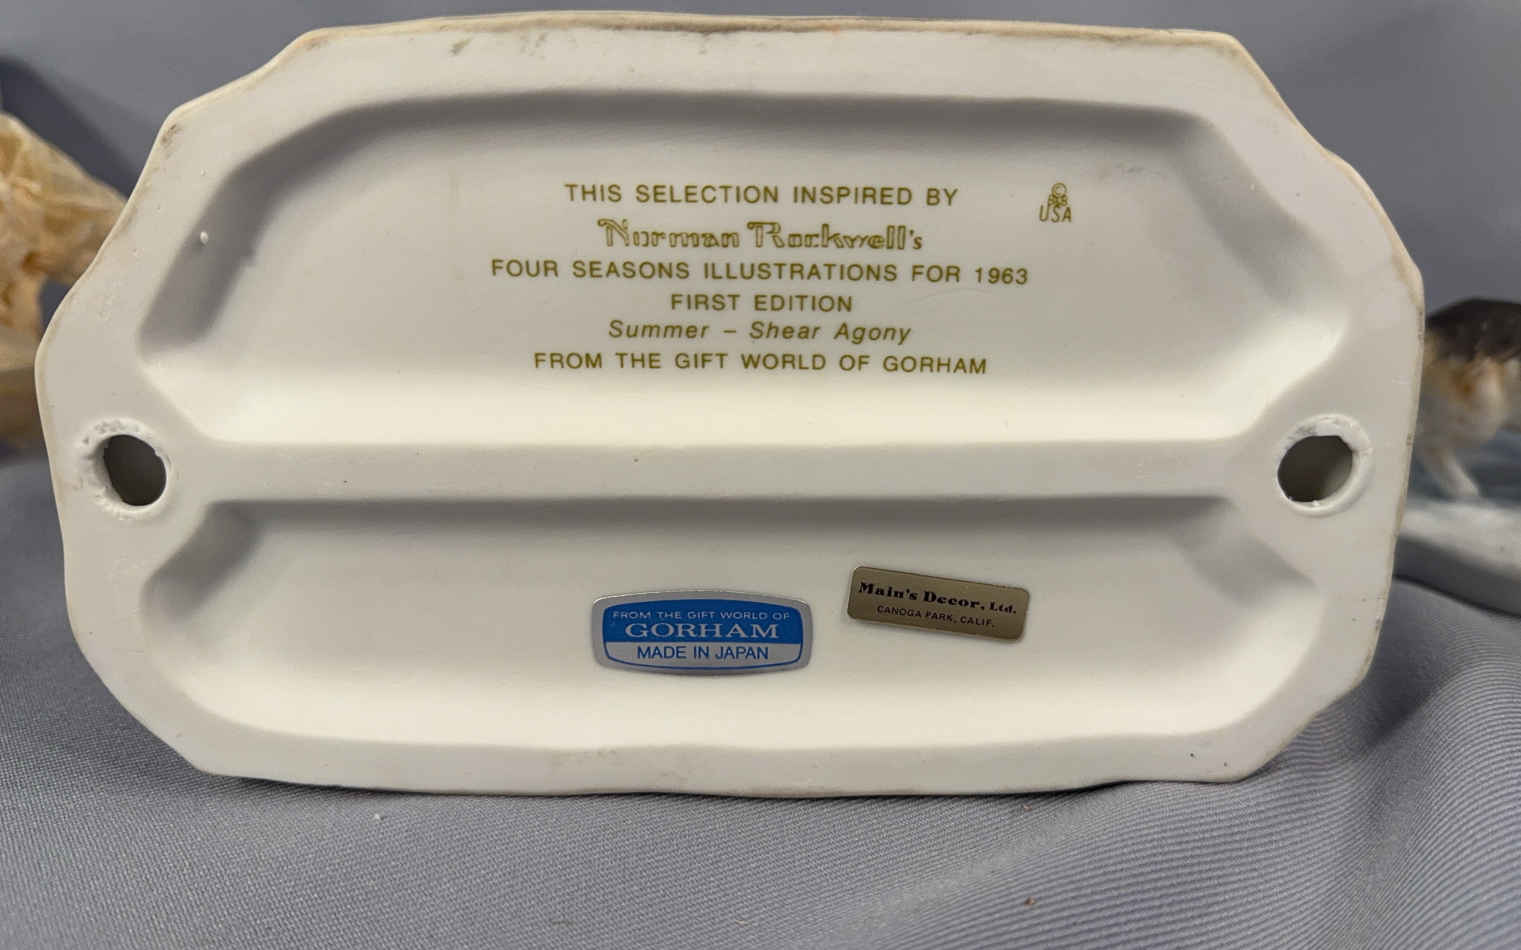 THIS SELECTION INSPIRED BY
Norman Rockwell's
FOUR SEASONS ILLUSTRATIONS FOR 1963
FIRST EDITION
Summer – Shear Agony
FROM THE GIFT WORLD OF GORHAM
©
USA
FROM THE GIFT WORLD OF
GORHAM
MADE IN JAPAN
Main's Decor, Ltd.
CANOGA PARK, CALIF.